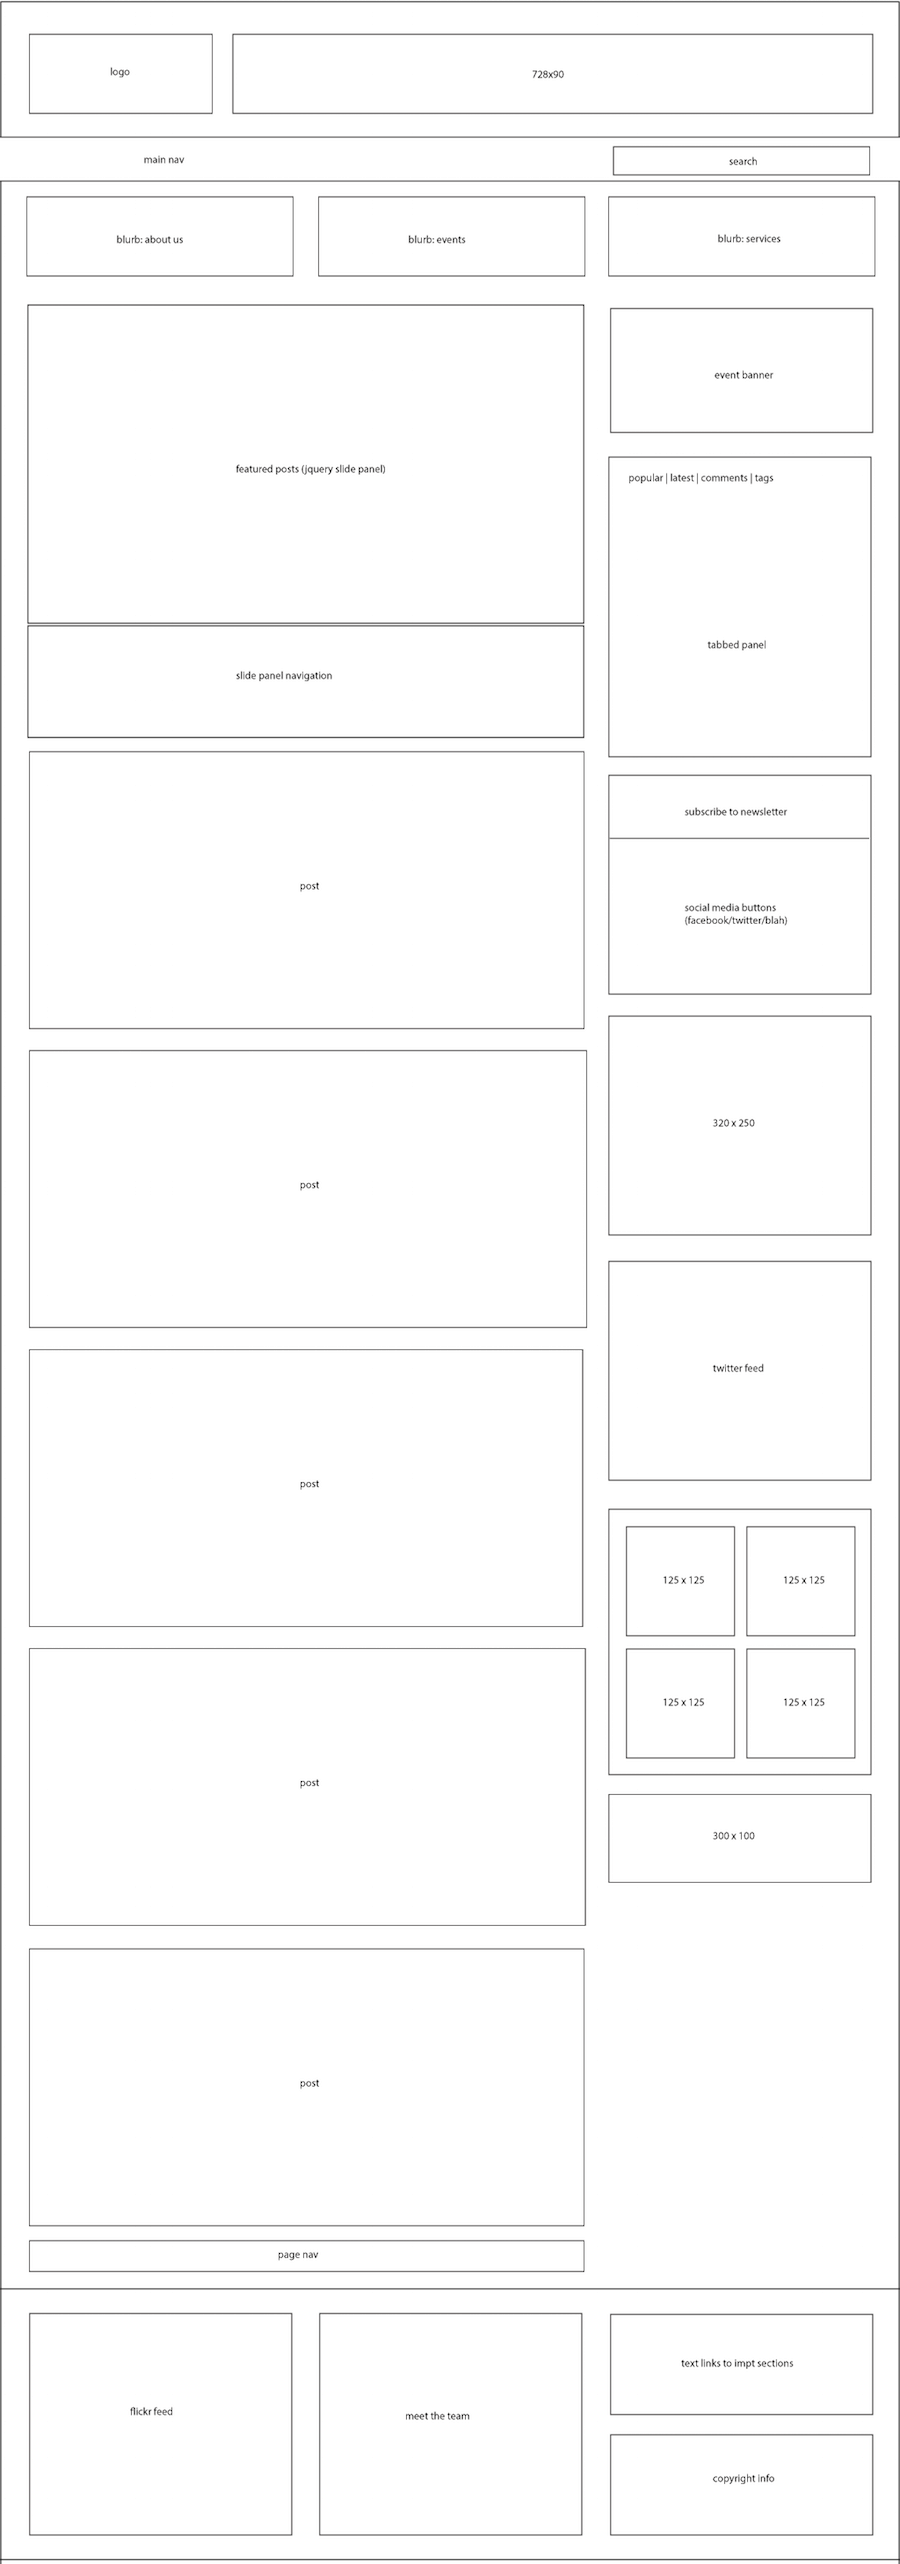 logo
728x90
main nav
search
blurb: about us
blurb: events
blurb: services
featured posts (jquery slide panel)
slide panel navigation
post
post
post
post
post
page nav
event banner
popular | latest | comments | tags
tabbed panel
subscribe to newsletter
social media buttons
(facebook/twitter/blah)
320 x 250
twitter feed
125 x 125
125 x 125
125 x 125
125 x 125
300 x 100
flickr feed
meet the team
text links to impt sections
copyright info